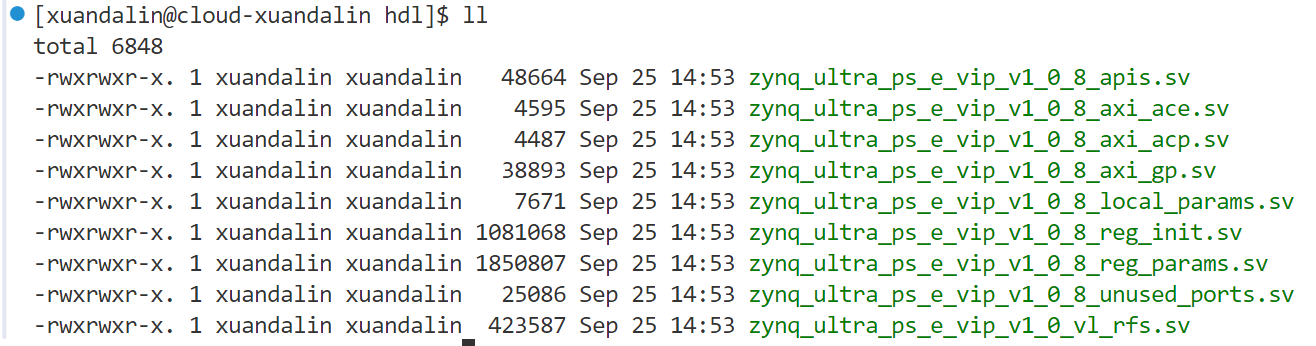 [xuandalin@cloud-xuandalin hdl]$ ll
total 6848
-rwxrwxr-x. 1 xuandalin xuandalin   48664 Sep 25 14:53 zynq_ultra_ps_e_vip_v1_0_8_apis.sv
-rwxrwxr-x. 1 xuandalin xuandalin    4595 Sep 25 14:53 zynq_ultra_ps_e_vip_v1_0_8_axi_ace.sv
-rwxrwxr-x. 1 xuandalin xuandalin    4487 Sep 25 14:53 zynq_ultra_ps_e_vip_v1_0_8_axi_acp.sv
-rwxrwxr-x. 1 xuandalin xuandalin   38893 Sep 25 14:53 zynq_ultra_ps_e_vip_v1_0_8_axi_gp.sv
-rwxrwxr-x. 1 xuandalin xuandalin    7671 Sep 25 14:53 zynq_ultra_ps_e_vip_v1_0_8_local_params.sv
-rwxrwxr-x. 1 xuandalin xuandalin 1081068 Sep 25 14:53 zynq_ultra_ps_e_vip_v1_0_8_reg_init.sv
-rwxrwxr-x. 1 xuandalin xuandalin 1850807 Sep 25 14:53 zynq_ultra_ps_e_vip_v1_0_8_reg_params.sv
-rwxrwxr-x. 1 xuandalin xuandalin   25086 Sep 25 14:53 zynq_ultra_ps_e_vip_v1_0_8_unused_ports.sv
-rwxrwxr-x. 1 xuandalin xuandalin  423587 Sep 25 14:53 zynq_ultra_ps_e_vip_v1_0_vl_rfs.sv